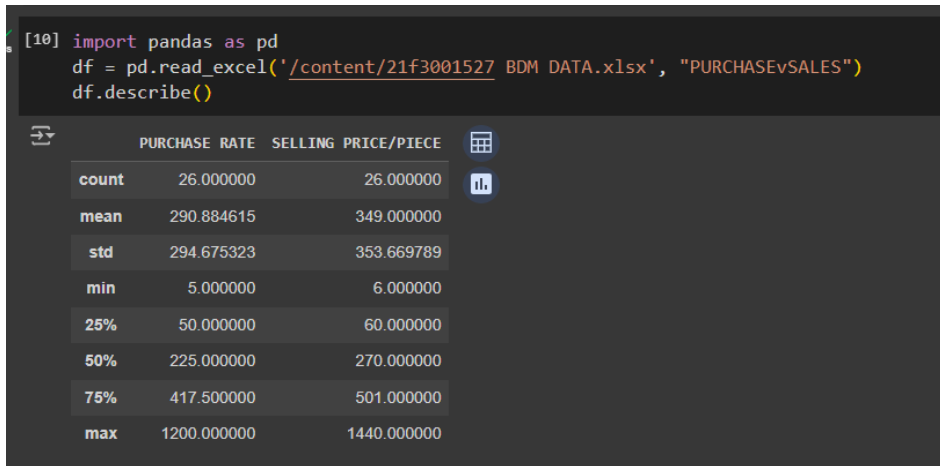 [10] import pandas as pd
df = pd.read_excel('/content/21f3001527 BDM DATA.xlsx', "PURCHASEvSALES")
df.describe()
PURCHASE RATE SELLING PRICE/PIECE
count 26.000000 26.000000
mean 290.884615 349.000000
std 294.675323 353.669789
min 5.000000 6.000000
25% 50.000000 60.000000
50% 225.000000 270.000000
75% 417.500000 501.000000
max 1200.000000 1440.000000